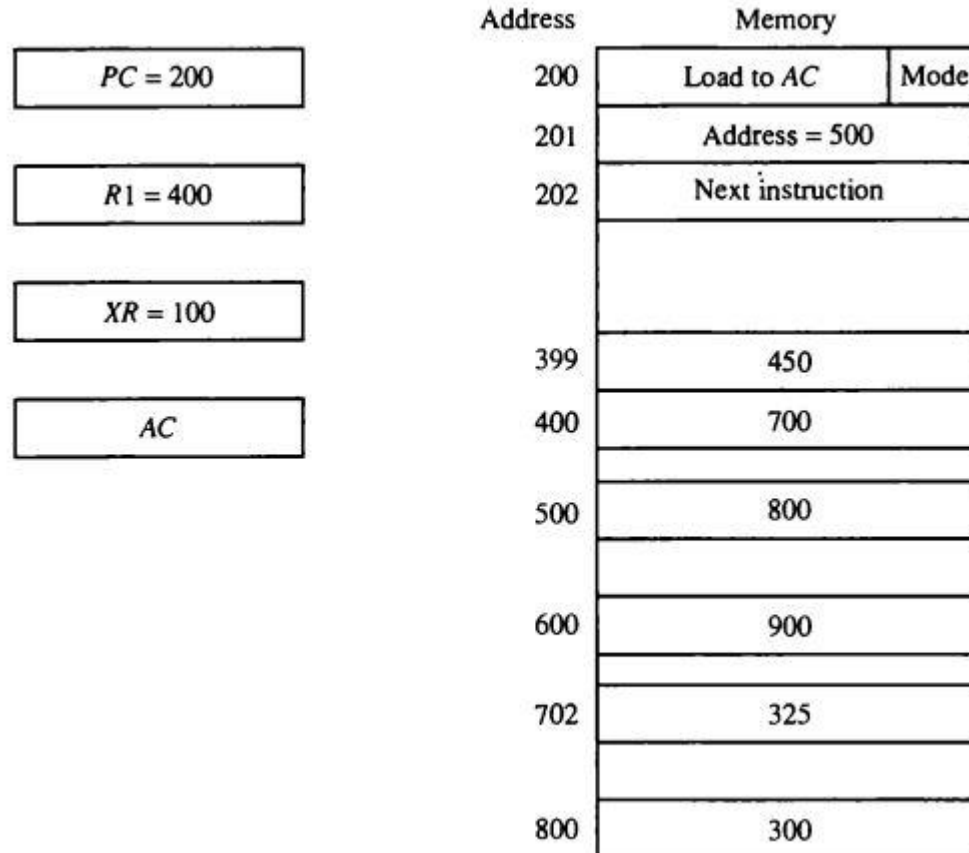 Address Memory
PC = 200
200 Load to AC Mode
201 Address = 500
R1 = 400
202 Next instruction
XR = 100
399 450
AC
400 700
500 800
600 900
702 325
800 300